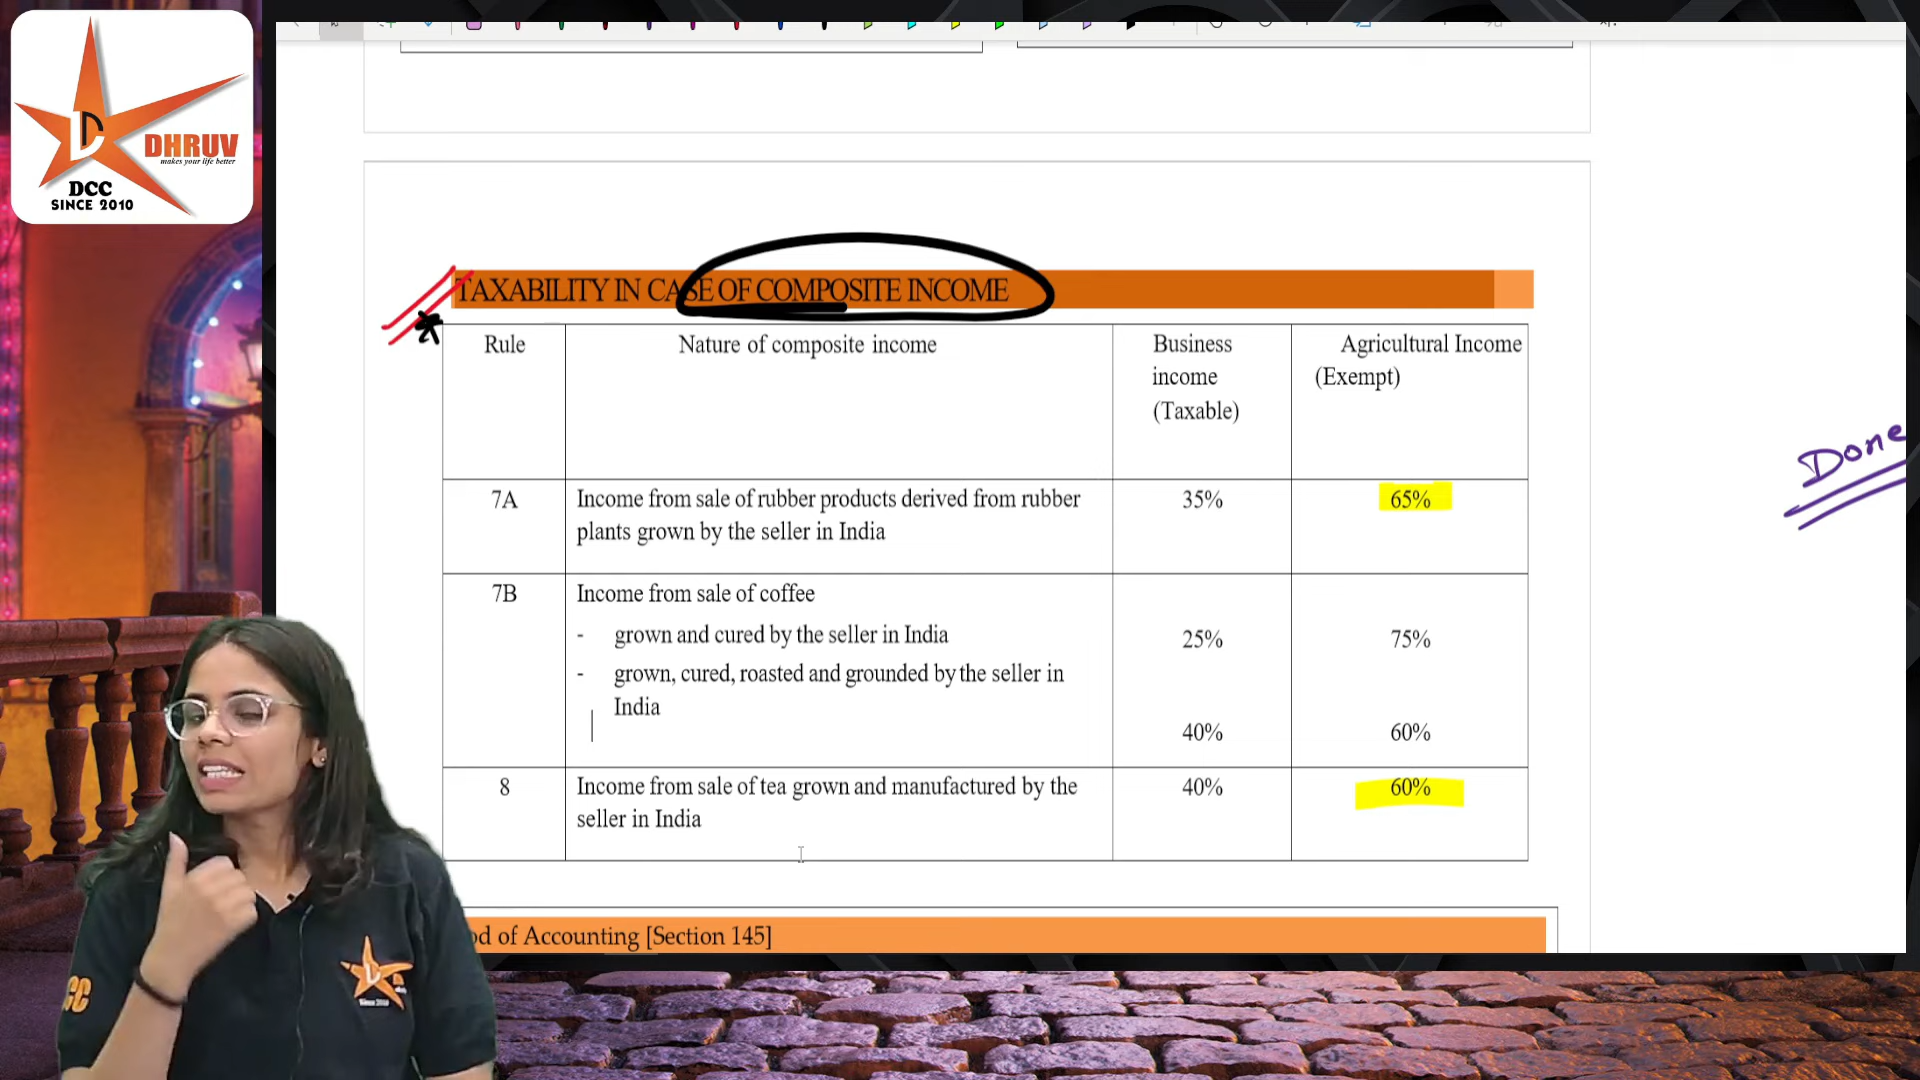 DHRUV
makes your life better
DCC
SINCE 2010
TAXABILITY IN CASE OF COMPOSITE INCOME
Rule
Nature of composite income
Business income (Taxable)
Agricultural Income (Exempt)
7A
Income from sale of rubber products derived from rubber
plants grown by the seller in India
35%
65%
7B
Income from sale of coffee
- grown and cured by the seller in India
25%
75%
- grown, cured, roasted and grounded by the seller in
India
40%
60%
8
Income from sale of tea grown and manufactured by the
seller in India
40%
60%
od of Accounting [Section 145]
Done
CC